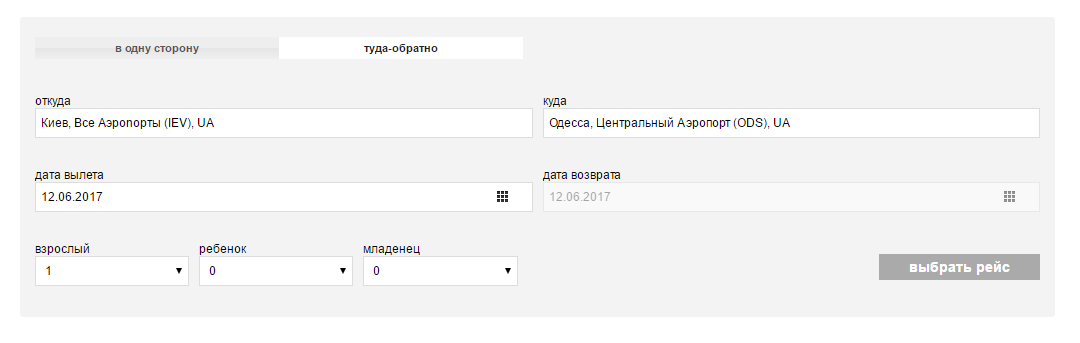 в одну сторону туда-обратно
откуда куда
Киев, Все Аэропорты (IEV), UA Одесса, Центральный Аэропорт (ODS), UA
дата вылета дата возврата
12.06.2017 12.06.2017
взрослый ребенок младенец
1 0 0 выбрать рейс